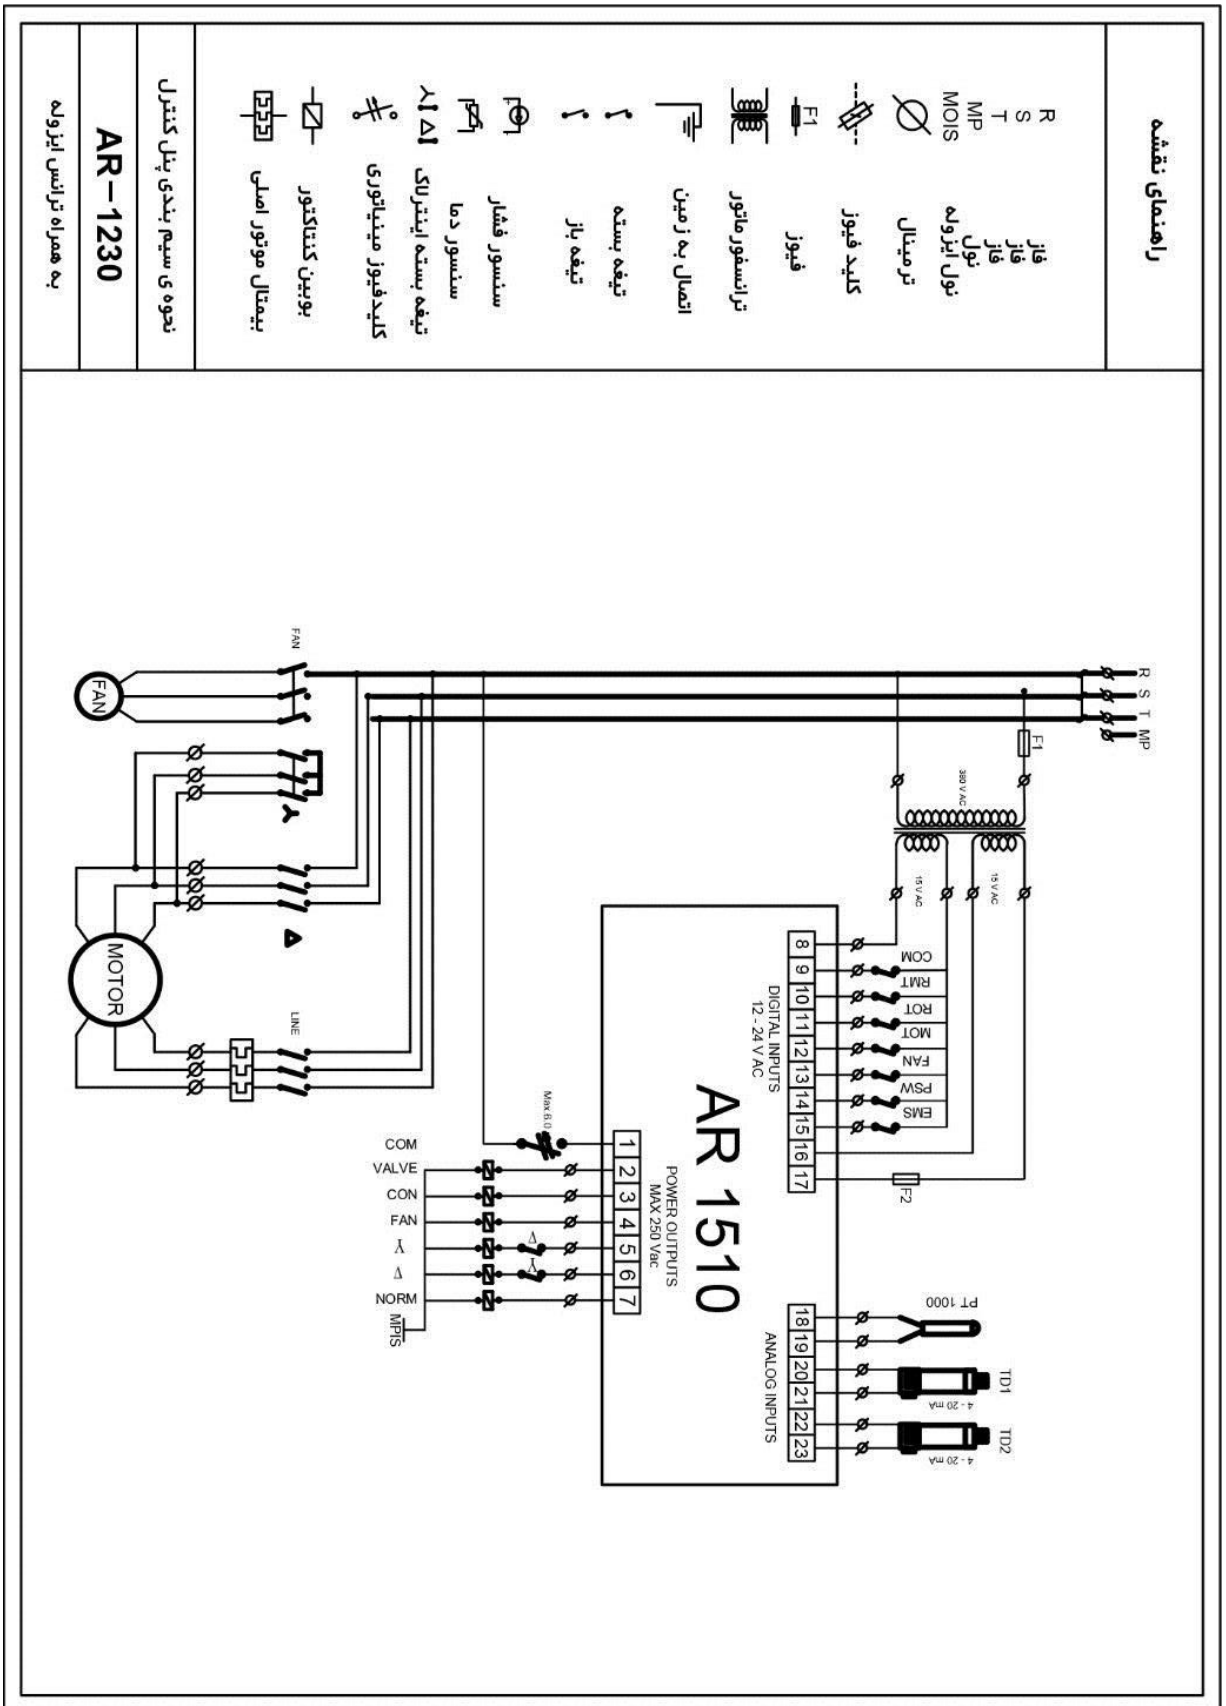 راهنمای نقشه
R فاز
S فاز
T فاز
MP نول
MOIS نول ایزوله
ترمینال
کلید فیوز
F1 فیوز
ترانسفورماتور
اتصال به زمین
تیغه بسته
تیغه باز
سنسور فشار
سنسور دما
تیغه بسته اینترلاک
کلیدفیوز مینیاتوری
بوبین کنتاکتور
بیمتال موتور اصلی
نحوه ی سیم بندی پنل کنترل
AR-1230
به همراه ترانس ایزوله
R
S
T
MP
F1
380 V AC
15 V AC
15 V AC
FAN
FAN
MOTOR
LINE
COM
RMT
ROT
MOT
FAN
PSW
EMS
F2
8 9 10 11 12 13 14 15 16 17
DIGITAL INPUTS
12 - 24 V AC
AR 1510
PT 1000
TD1
4 - 20 mA
TD2
4 - 20 mA
18 19 20 21 22 23
ANALOG INPUTS
POWER OUTPUTS
MAX 250 Vac
1 2 3 4 5 6 7
Max.6.0
COM
VALVE
CON
FAN
Y
Δ
NORM
Δ
Y
MPIS